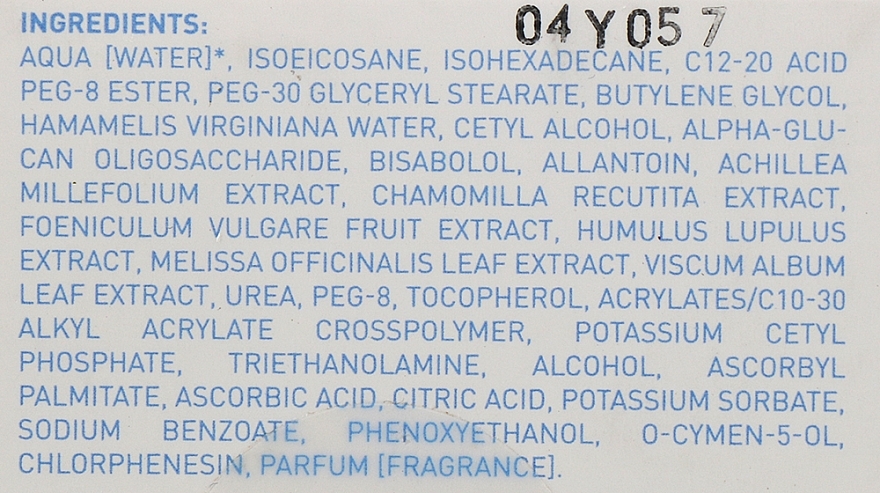 04Y057
INGREDIENTS:
AQUA [WATER]*, ISOEICOSANE, ISOHEXADECANE, C12-20 ACID
PEG-8 ESTER, PEG-30 GLYCERYL STEARATE, BUTYLENE GLYCOL,
HAMAMELIS VIRGINIANA WATER, CETYL ALCOHOL, ALPHA-GLU-
CAN OLIGOSACCHARIDE, BISABOLOL, ALLANTOIN, ACHILLEA
MILLEFOLIUM EXTRACT, CHAMOMILLA RECUTITA EXTRACT,
FOENICULUM VULGARE FRUIT EXTRACT, HUMULUS LUPULUS
EXTRACT, MELISSA OFFICINALIS LEAF EXTRACT, VISCUM ALBUM
LEAF EXTRACT, UREA, PEG-8, TOCOPHEROL, ACRYLATES/C10-30
ALKYL ACRYLATE CROSSPOLYMER, POTASSIUM CETYL
PHOSPHATE, TRIETHANOLAMINE, ALCOHOL, ASCORBYL
PALMITATE, ASCORBIC ACID, CITRIC ACID, POTASSIUM SORBATE,
SODIUM BENZOATE, PHENOXYETHANOL, O-CYMEN-5-OL,
CHLORPHENESIN, PARFUM [FRAGRANCE].